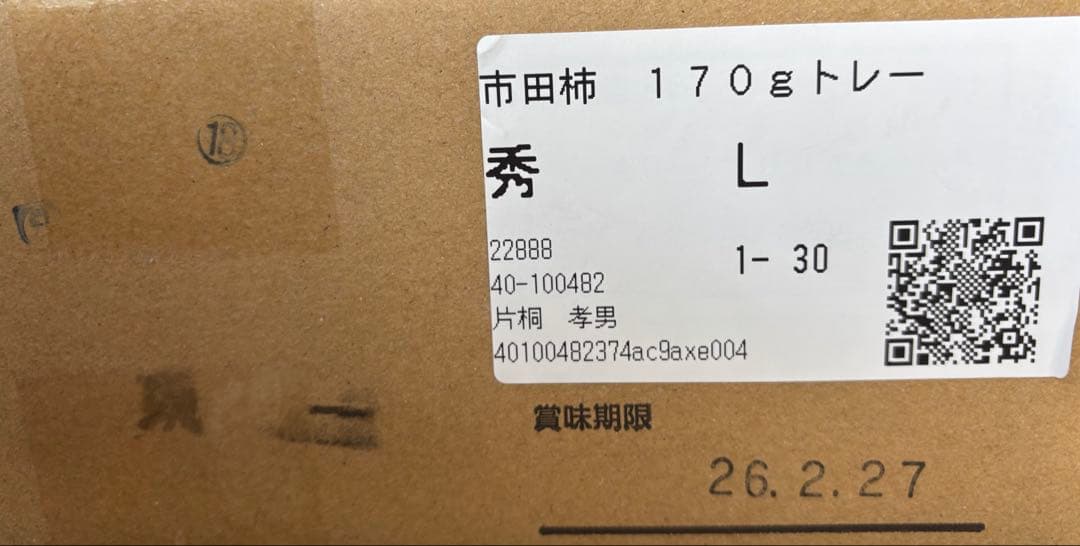 市田柿　１７０ｇトレー
秀　L
22888
1- 30
40-100482
片桐　孝男
40100482374ac9axe004
賞味期限
26.2.27